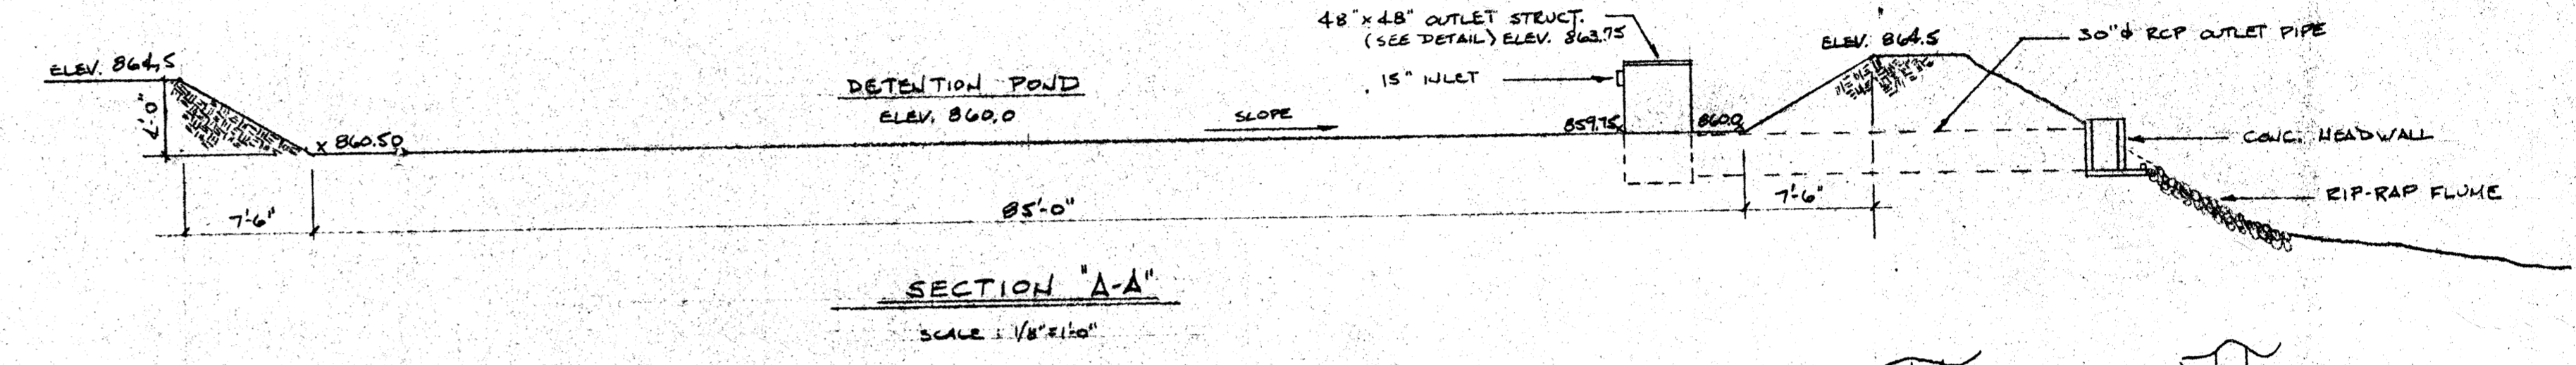 48"x48" OUTLET STRUCT.
(SEE DETAIL) ELEV. 863.75
ELEV. 864.5
30"ϕ RCP OUTLET PIPE
ELEV. 864,5
DETENTION POND
ELEV. 860.0
15" INLET
SLOPE
4'-0"
x 860.50
859.75
860.0
CONC. HEADWALL
RIP-RAP FLUME
7'-6"
85'-0"
7'-6"
SECTION "A-A"
SCALE : 1/8"=1'-0"